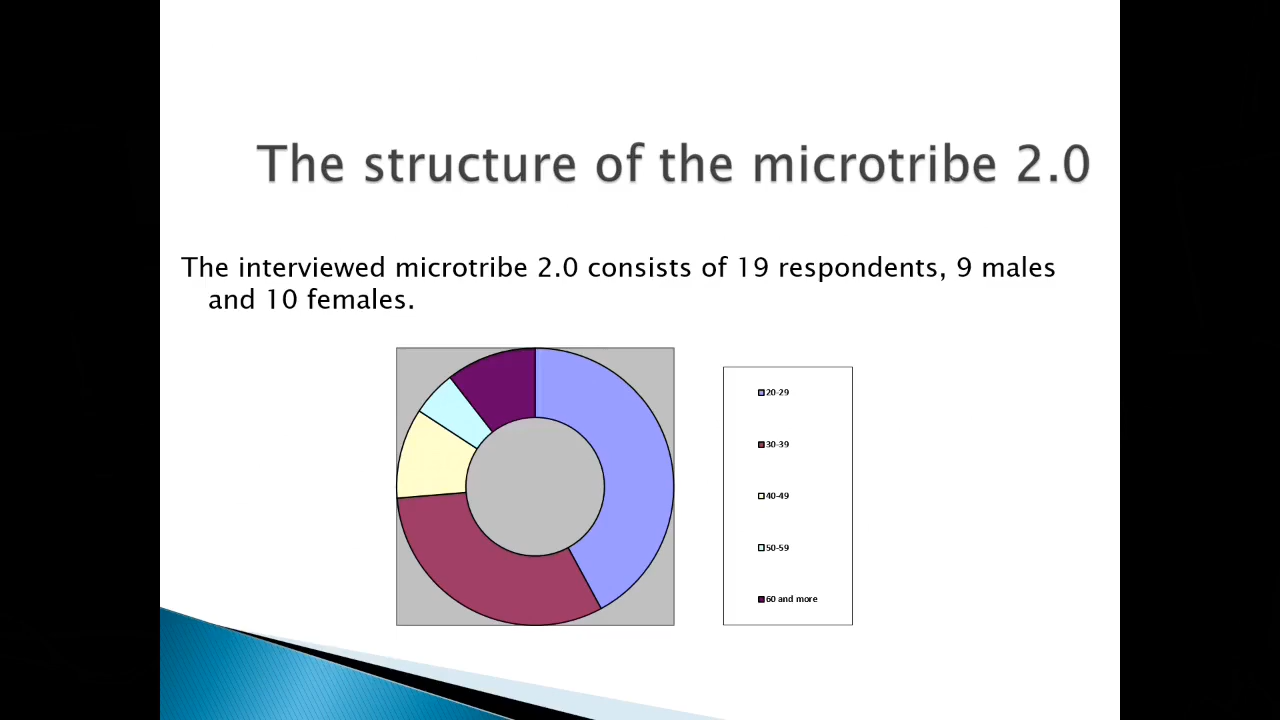 The structure of the microtribe 2.0
The interviewed microtribe 2.0 consists of 19 respondents, 9 males
and 10 females.
20-29
30-39
40-49
50-59
60 and more